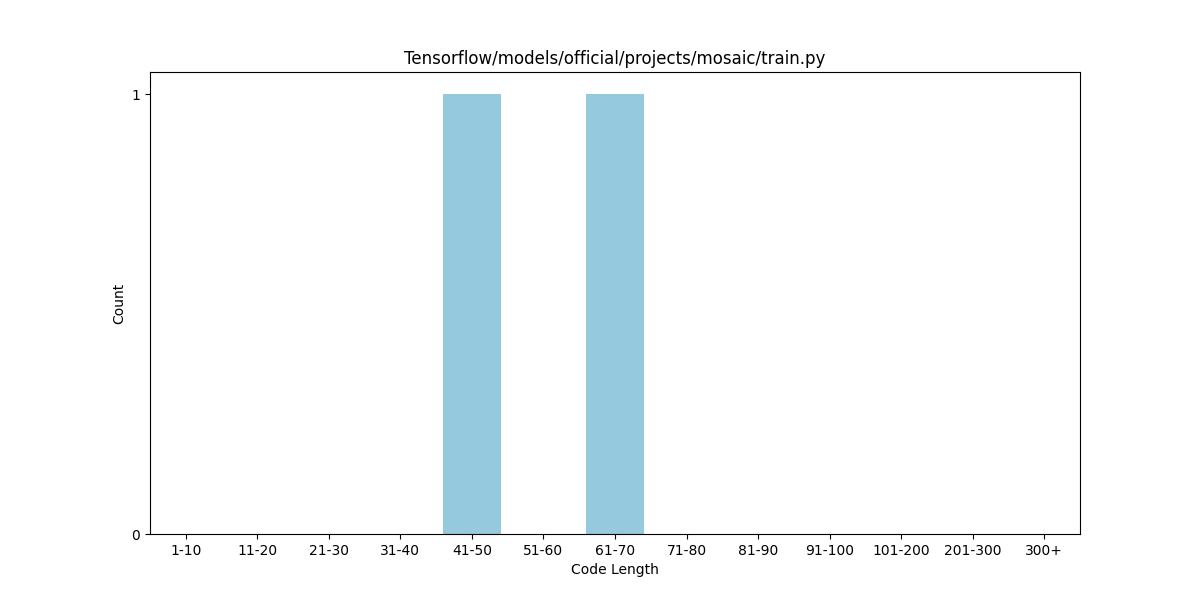 Tensorflow/models/official/projects/mosaic/train.py
1
Count
0
1-10 11-20 21-30 31-40 41-50 51-60 61-70 71-80 81-90 91-100 101-200 201-300 300+
Code Length